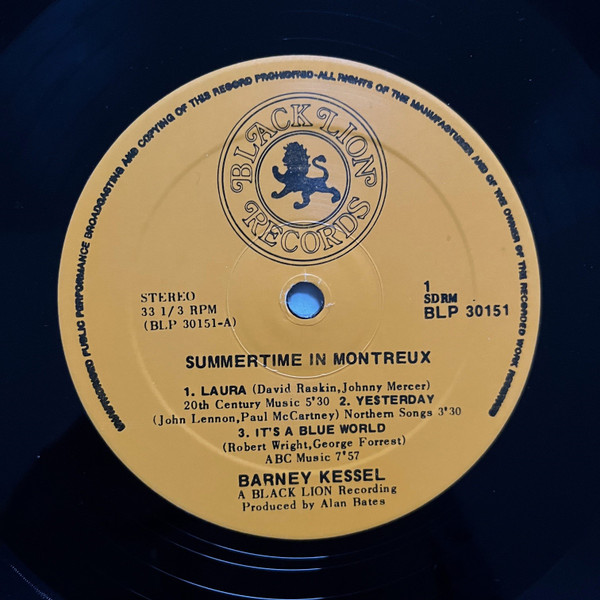 UNAUTHORISED PUBLIC PERFORMANCE BROADCASTING AND COPYING OF THIS RECORD PROHIBITED-ALL RIGHTS OF THE MANUFACTURER AND OF THE OWNER OF THE RECORDED WORK RESERVED
BLACK LION
RECORDS
STEREO
33 1/3 RPM
(BLP 30151-A)
1
SDRM
BLP 30151
SUMMERTIME IN MONTREUX
1. LAURA (David Raskin,Johnny Mercer)
20th Century Music 5'30 2. YESTERDAY
(John Lennon,Paul McCartney) Northern Songs 3'30
3. IT'S A BLUE WORLD
(Robert Wright,George Forrest)
ABC Music 7'57
BARNEY KESSEL
A BLACK LION Recording
Produced by Alan Bates